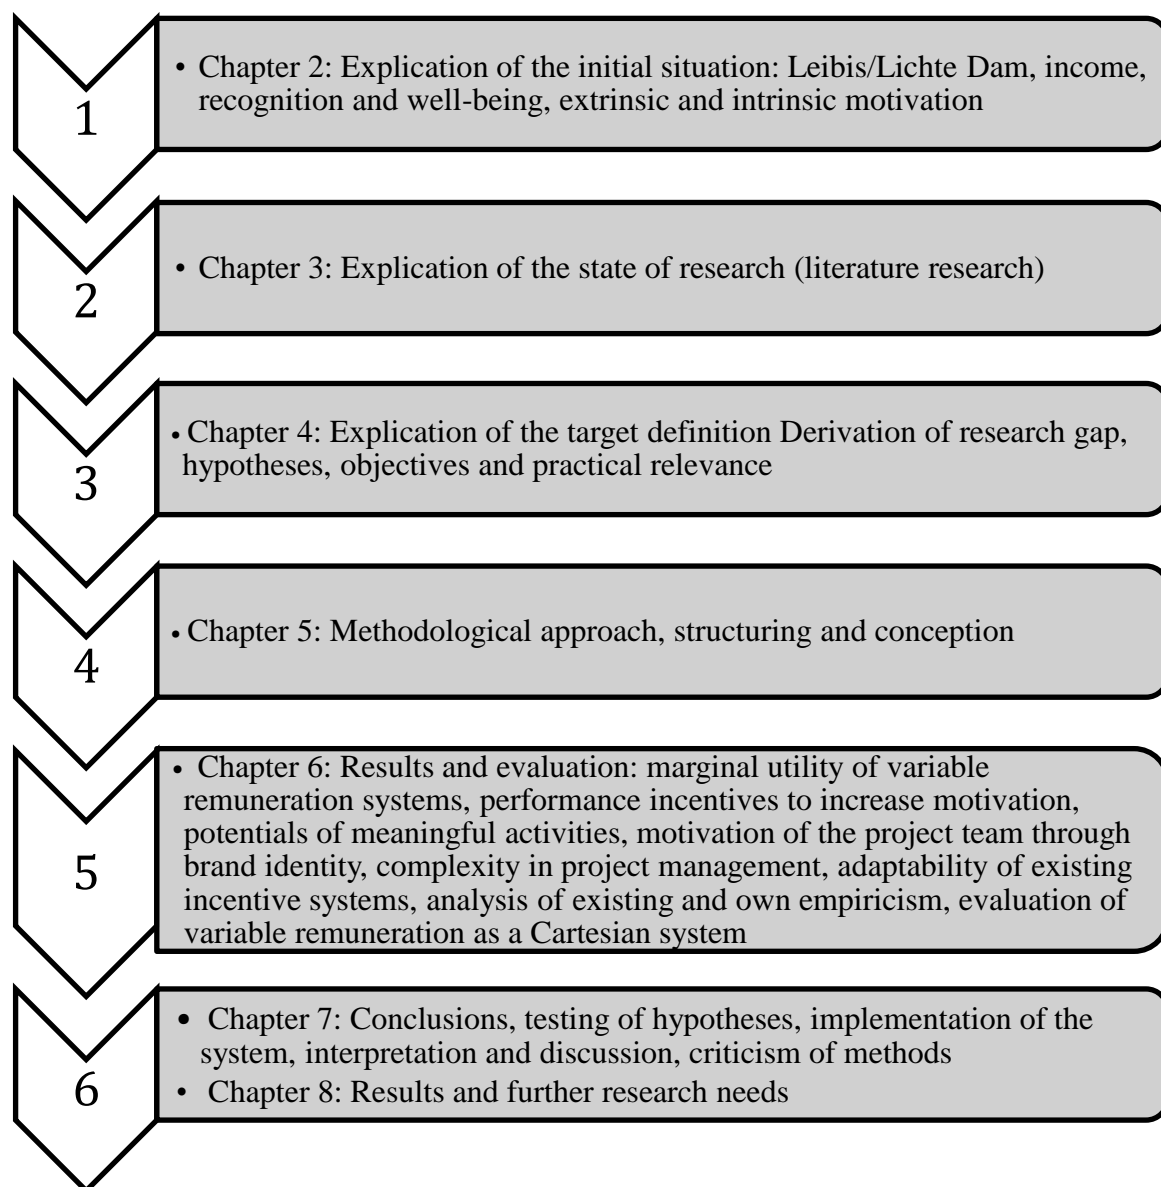 1
• Chapter 2: Explication of the initial situation: Leibis/Lichte Dam, income,
recognition and well-being, extrinsic and intrinsic motivation
2
• Chapter 3: Explication of the state of research (literature research)
3
• Chapter 4: Explication of the target definition Derivation of research gap,
hypotheses, objectives and practical relevance
4
• Chapter 5: Methodological approach, structuring and conception
5
• Chapter 6: Results and evaluation: marginal utility of variable
remuneration systems, performance incentives to increase motivation,
potentials of meaningful activities, motivation of the project team through
brand identity, complexity in project management, adaptability of existing
incentive systems, analysis of existing and own empiricism, evaluation of
variable remuneration as a Cartesian system
6
• Chapter 7: Conclusions, testing of hypotheses, implementation of the
system, interpretation and discussion, criticism of methods
• Chapter 8: Results and further research needs